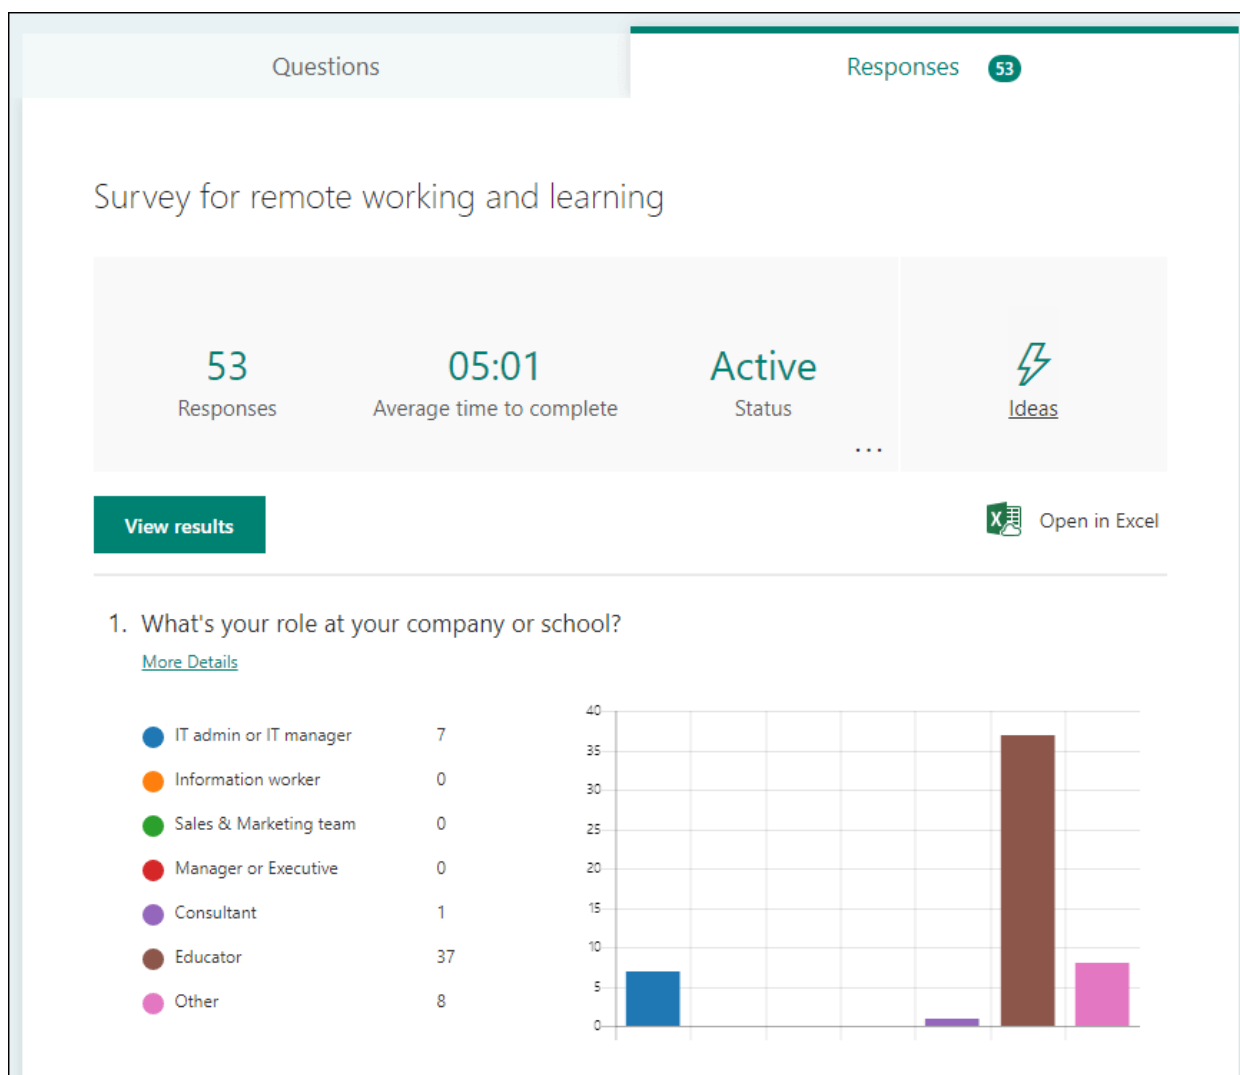 Questions
Responses 53
Survey for remote working and learning
53
Responses
05:01
Average time to complete
Active
Status
...
Ideas
View results
Open in Excel
1. What's your role at your company or school?
More Details
IT admin or IT manager 7
Information worker 0
Sales & Marketing team 0
Manager or Executive 0
Consultant 1
Educator 37
Other 8
40
35
30
25
20
15
10
5
0